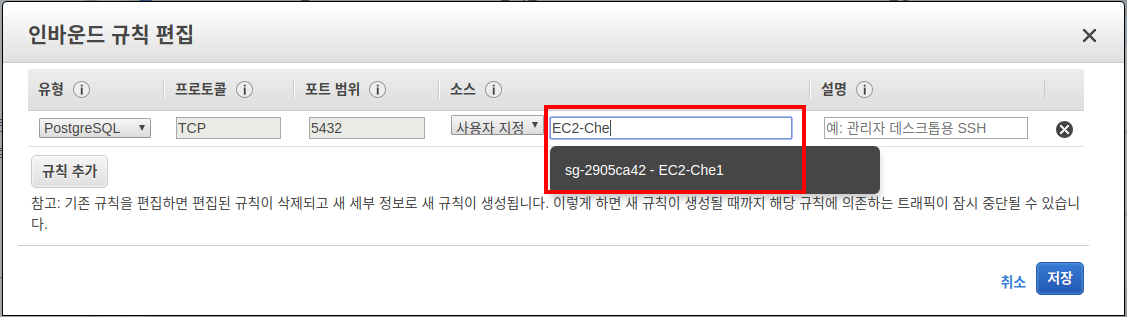 인바운드 규칙 편집
유형 프로토콜 포트 범위 소스 설명
PostgreSQL TCP 5432 사용자 지정 EC2-Che 예: 관리자 데스크톱용 SSH
sg-2905ca42 - EC2-Che1
규칙 추가
참고: 기존 규칙을 편집하면 편집된 규칙이 삭제되고 새 세부 정보로 새 규칙이 생성됩니다. 이렇게 하면 새 규칙이 생성될 때까지 해당 규칙에 의존하는 트래픽이 잠시 중단될 수 있습니
다.
취소 저장